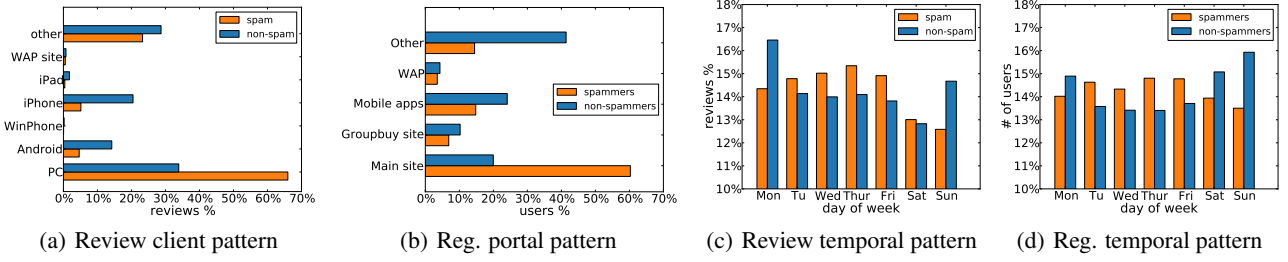 spam
non-spam
other
WAP site
iPad
iPhone
WinPhone
Android
PC
0% 10% 20% 30% 40% 50% 60% 70%
reviews %
(a) Review client pattern
Other
WAP
Mobile apps
Groupbuy site
Main site
spammers
non-spammers
0% 10% 20% 30% 40% 50% 60% 70%
users %
(b) Reg. portal pattern
18%
17%
16%
15%
14%
13%
12%
11%
10%
reviews %
spam
non-spam
Mon Tu Wed Thur Fri Sat Sun
day of week
(c) Review temporal pattern
18%
17%
16%
15%
14%
13%
12%
11%
10%
# of users
spammers
non-spammers
Mon Tu Wed Thur Fri Sat Sun
day of week
(d) Reg. temporal pattern